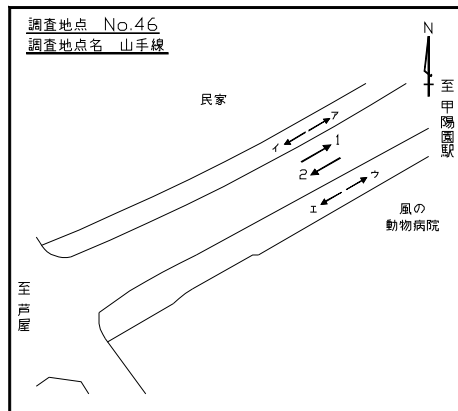 調査地点 No.46
調査地点名 山手線
N
至甲陽園駅
民家
ア
イ
1
2
ウ
エ
風の
動物病院
至芦屋